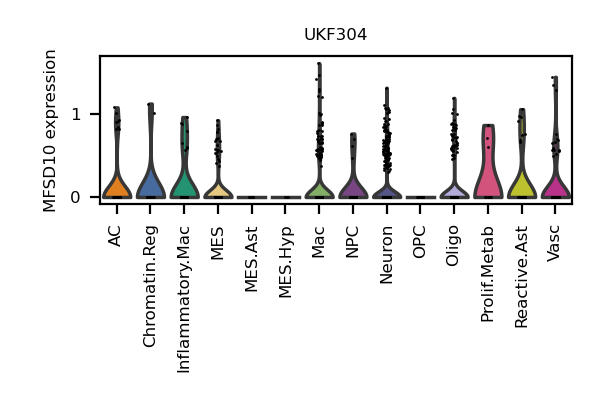 UKF304
MFSD10 expression
1
0
AC
Chromatin.Reg
Inflammatory.Mac
MES
MES.Ast
MES.Hyp
Mac
NPC
Neuron
OPC
Oligo
Prolif.Metab
Reactive.Ast
Vasc